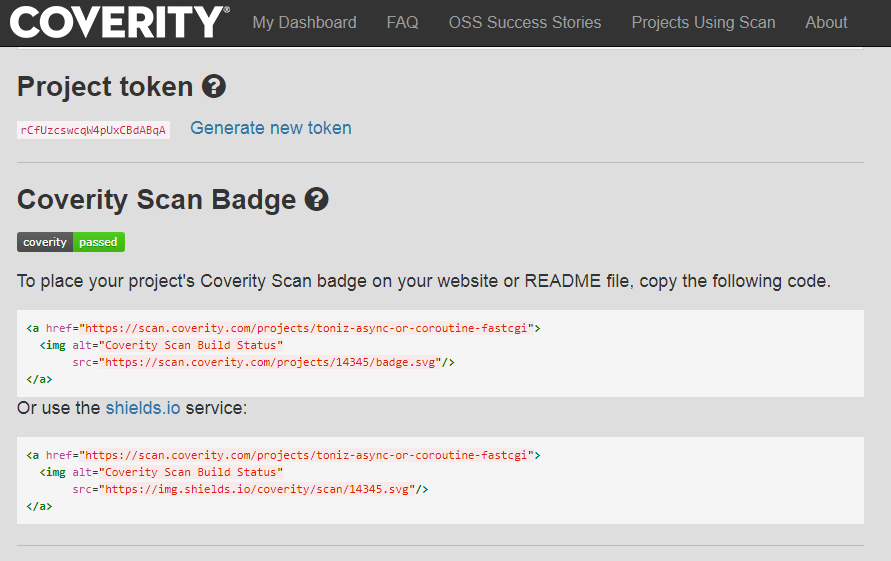 COVERITY® My Dashboard FAQ OSS Success Stories Projects Using Scan About
Project token ?
rCfUzcswcqW4pUxCBdABqA Generate new token
Coverity Scan Badge ?
coverity passed
To place your project's Coverity Scan badge on your website or README file, copy the following code.
<a href="https://scan.coverity.com/projects/toniz-async-or-coroutine-fastcgi">
  <img alt="Coverity Scan Build Status"
       src="https://scan.coverity.com/projects/14345/badge.svg"/>
</a>
Or use the shields.io service:
<a href="https://scan.coverity.com/projects/toniz-async-or-coroutine-fastcgi">
  <img alt="Coverity Scan Build Status"
       src="https://img.shields.io/coverity/scan/14345.svg"/>
</a>